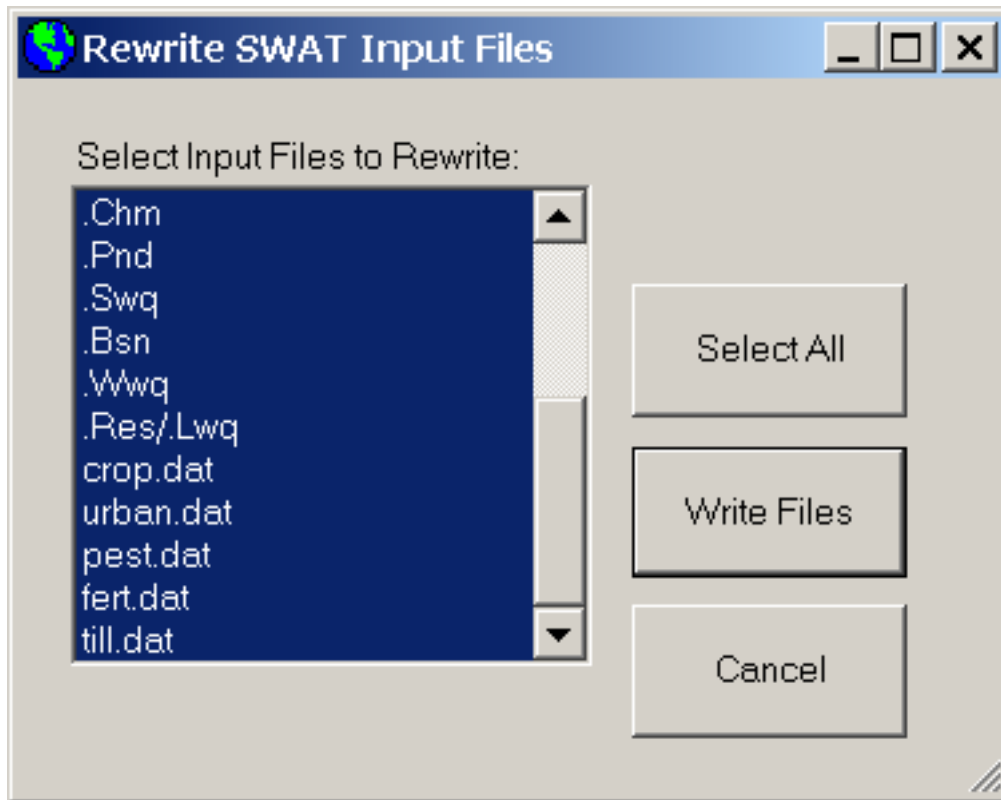 Rewrite SWAT Input Files
Select Input Files to Rewrite:
.Chm
.Pnd
.Swq
.Bsn
.Wwq
.Res/.Lwq
crop.dat
urban.dat
pest.dat
fert.dat
till.dat
Select All
Write Files
Cancel